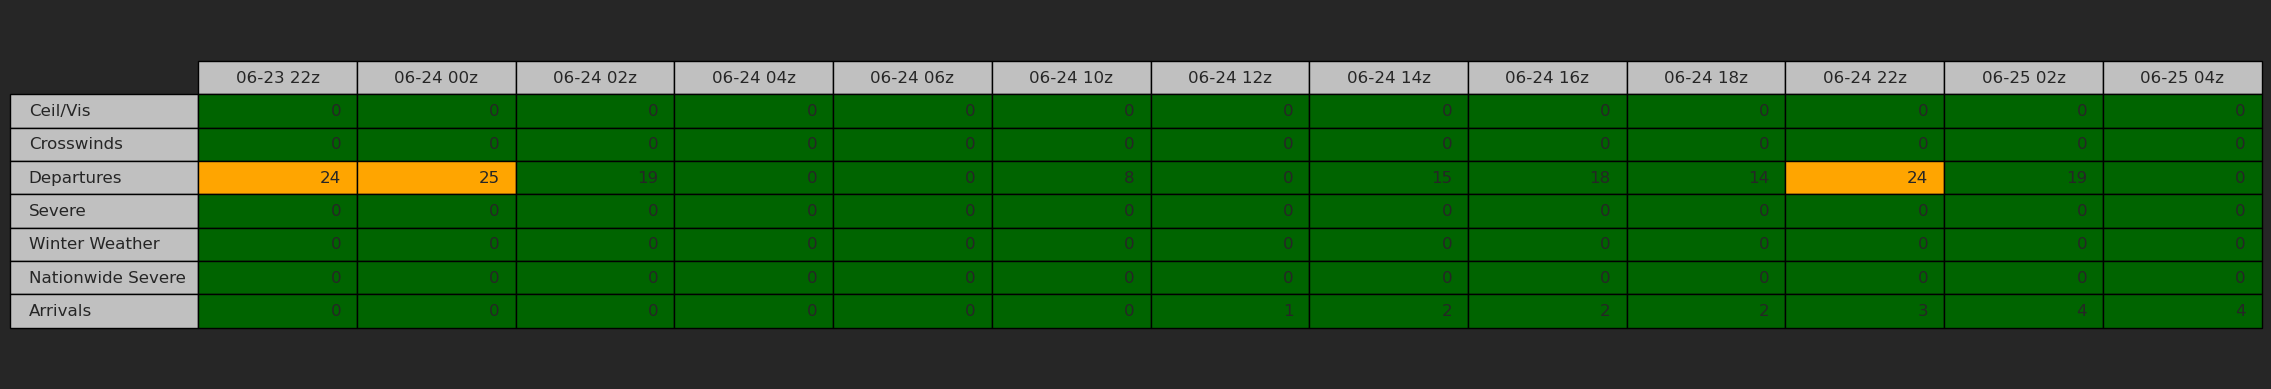 06-23 22z 06-24 00z 06-24 02z 06-24 04z 06-24 06z 06-24 10z 06-24 12z 06-24 14z 06-24 16z 06-24 18z 06-24 22z 06-25 02z 06-25 04z
Ceil/Vis 0 0 0 0 0 0 0 0 0 0 0 0 0
Crosswinds 0 0 0 0 0 0 0 0 0 0 0 0 0
Departures 24 25 19 0 0 8 0 15 18 14 24 19 0
Severe 0 0 0 0 0 0 0 0 0 0 0 0 0
Winter Weather 0 0 0 0 0 0 0 0 0 0 0 0 0
Nationwide Severe 0 0 0 0 0 0 0 0 0 0 0 0 0
Arrivals 0 0 0 0 0 0 1 2 2 2 3 4 4